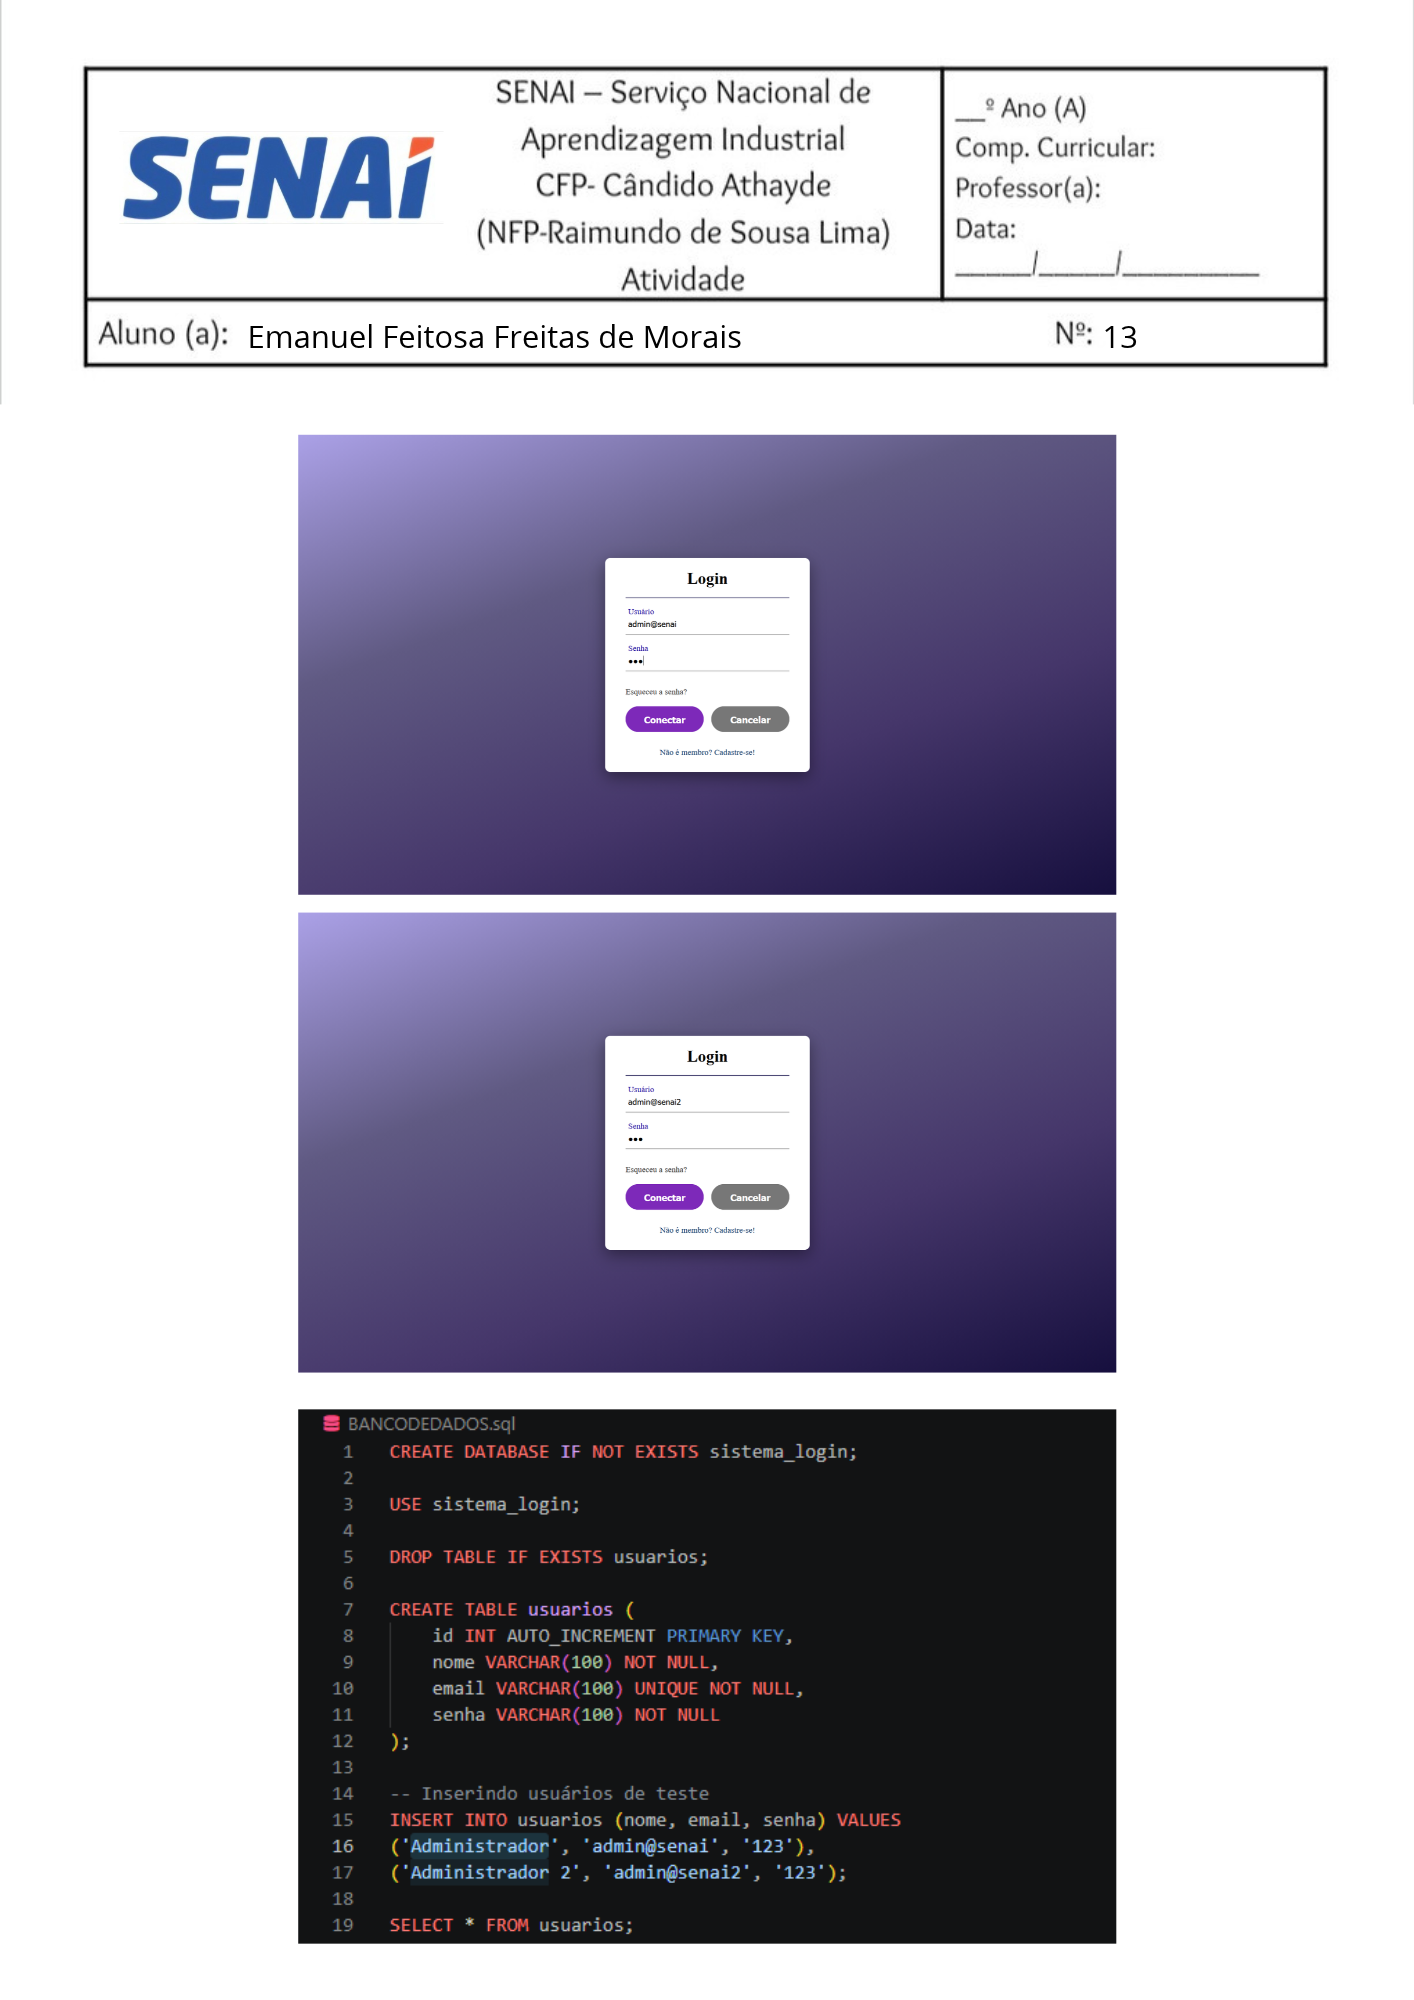 SENAI
SENAI – Serviço Nacional de
Aprendizagem Industrial
CFP- Cândido Athayde
(NFP-Raimundo de Sousa Lima)
Atividade
__º Ano (A)
Comp. Curricular:
Professor(a):
Data:
_____/_____/_________
Aluno (a): Emanuel Feitosa Freitas de Morais Nº: 13
Login
Usuário
admin@senai
Senha
•••
Esqueceu a senha?
Conectar Cancelar
Não é membro? Cadastre-se!
Login
Usuário
admin@senai2
Senha
•••
Esqueceu a senha?
Conectar Cancelar
Não é membro? Cadastre-se!
BANCODEDADOS.sql
1 CREATE DATABASE IF NOT EXISTS sistema_login;
2
3 USE sistema_login;
4
5 DROP TABLE IF EXISTS usuarios;
6
7 CREATE TABLE usuarios (
8 id INT AUTO_INCREMENT PRIMARY KEY,
9 nome VARCHAR(100) NOT NULL,
10 email VARCHAR(100) UNIQUE NOT NULL,
11 senha VARCHAR(100) NOT NULL
12 );
13
14 -- Inserindo usuários de teste
15 INSERT INTO usuarios (nome, email, senha) VALUES
16 ('Administrador', 'admin@senai', '123'),
17 ('Administrador 2', 'admin@senai2', '123');
18
19 SELECT * FROM usuarios;